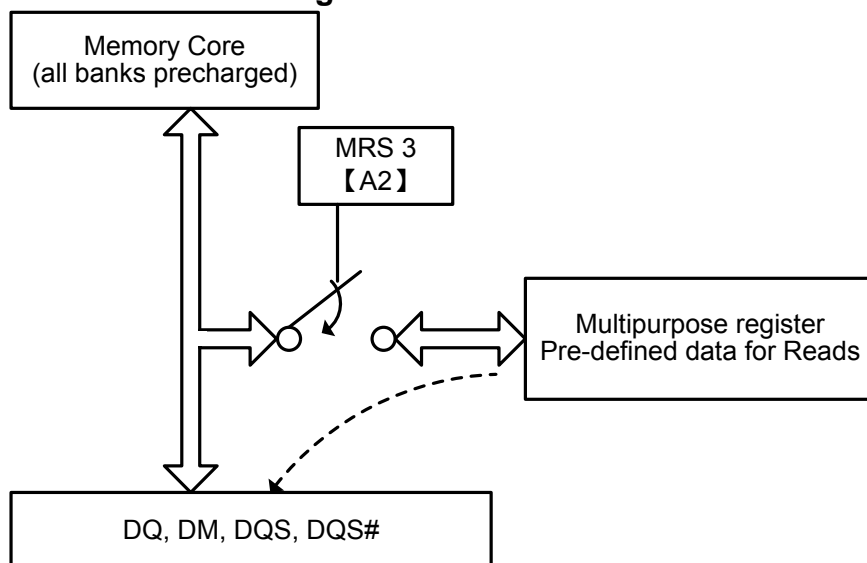 Memory Core
(all banks precharged)
MRS 3
【A2】
Multipurpose register
Pre-defined data for Reads
DQ, DM, DQS, DQS#